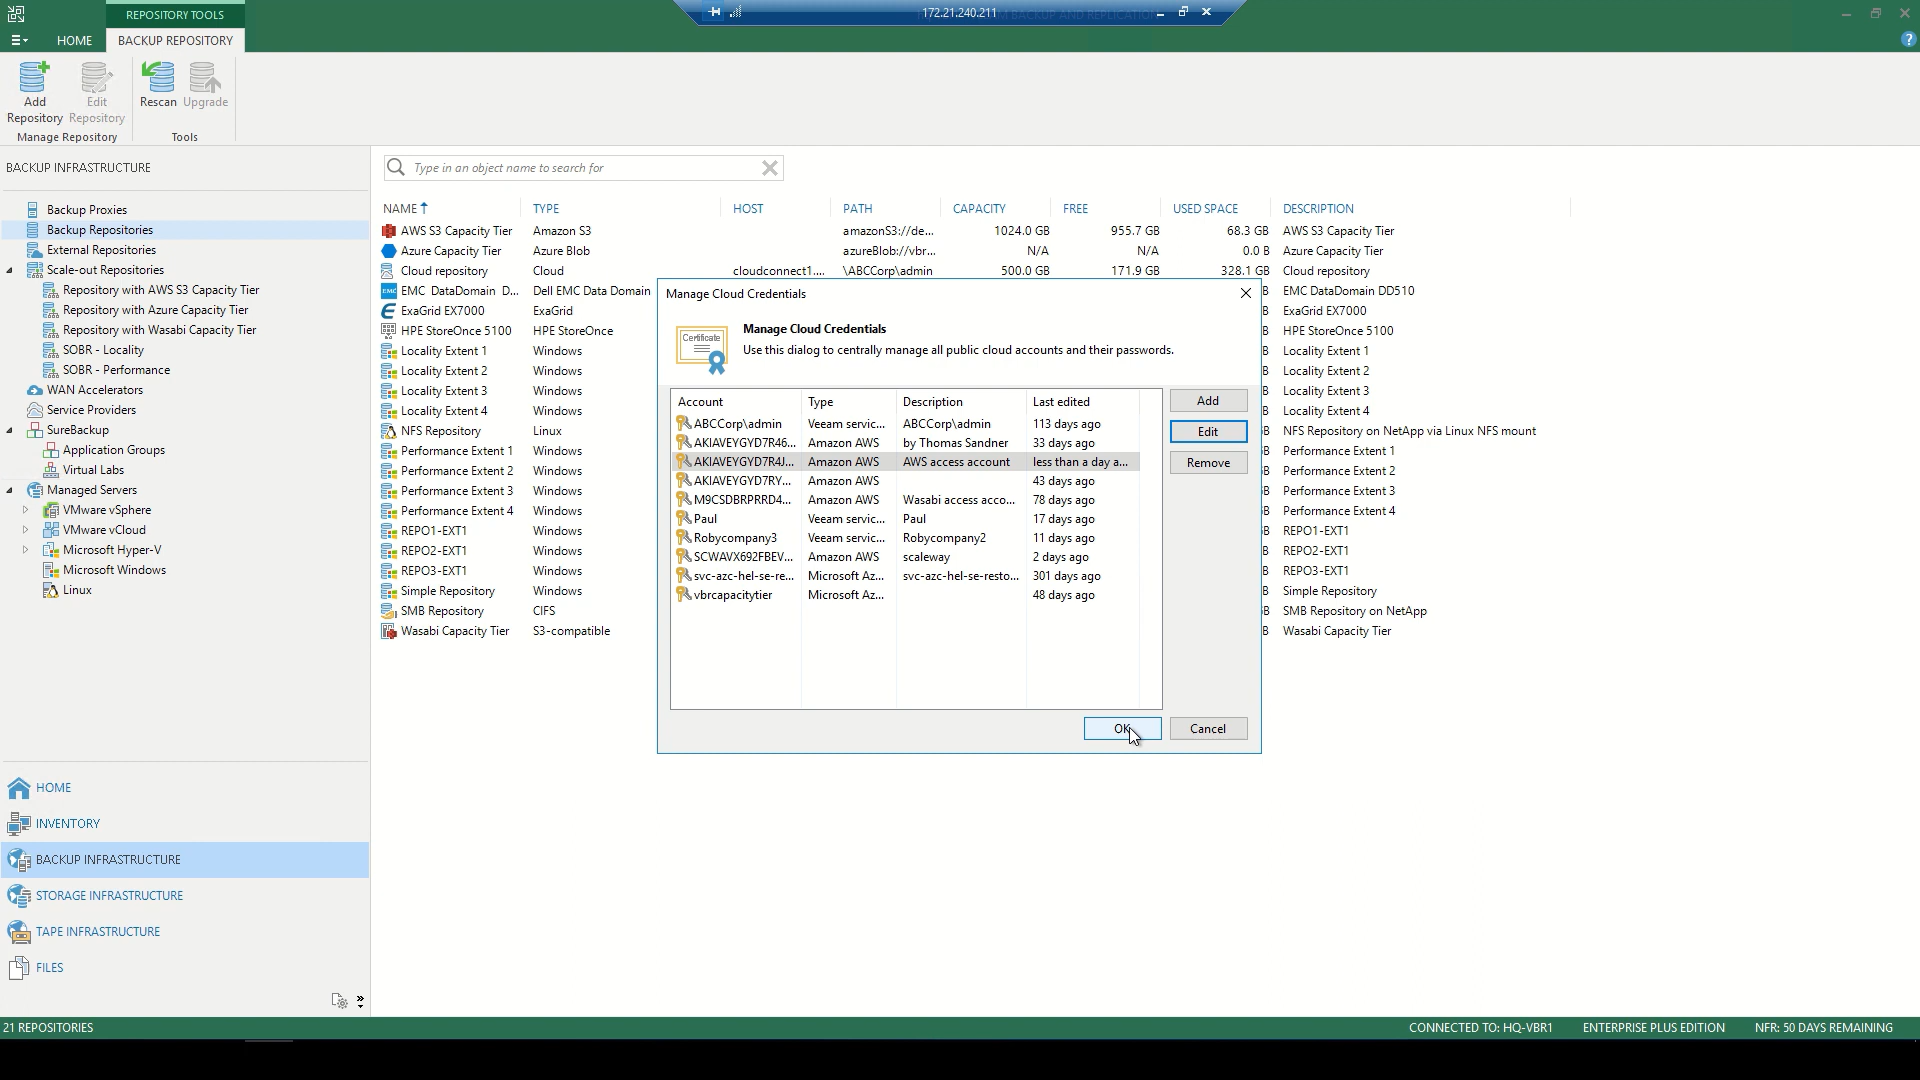 REPOSITORY TOOLS
172.21.240.211
HOME
BACKUP REPOSITORY
Add Repository
Edit Repository
Rescan
Upgrade
Manage Repository
Tools
BACKUP INFRASTRUCTURE
Backup Proxies
Backup Repositories
External Repositories
Scale-out Repositories
Repository with AWS S3 Capacity Tier
Repository with Azure Capacity Tier
Repository with Wasabi Capacity Tier
SOBR - Locality
SOBR - Performance
WAN Accelerators
Service Providers
SureBackup
Application Groups
Virtual Labs
Managed Servers
VMware vSphere
VMware vCloud
Microsoft Hyper-V
Microsoft Windows
Linux
HOME
INVENTORY
BACKUP INFRASTRUCTURE
STORAGE INFRASTRUCTURE
TAPE INFRASTRUCTURE
FILES
Type in an object name to search for
NAME TYPE HOST PATH CAPACITY FREE USED SPACE DESCRIPTION
AWS S3 Capacity Tier Amazon S3 amazonS3://de... 1024.0 GB 955.7 GB 68.3 GB AWS S3 Capacity Tier
Azure Capacity Tier Azure Blob azureBlob://vbr... N/A N/A 0.0 B Azure Capacity Tier
Cloud repository Cloud cloudconnect1.... \ABCCorp\admin 500.0 GB 171.9 GB 328.1 GB Cloud repository
EMC DataDomain D... Dell EMC Data Domain B EMC DataDomain DD510
ExaGrid EX7000 ExaGrid B ExaGrid EX7000
HPE StoreOnce 5100 HPE StoreOnce B HPE StoreOnce 5100
Locality Extent 1 Windows B Locality Extent 1
Locality Extent 2 Windows B Locality Extent 2
Locality Extent 3 Windows B Locality Extent 3
Locality Extent 4 Windows B Locality Extent 4
NFS Repository Linux B NFS Repository on NetApp via Linux NFS mount
Performance Extent 1 Windows B Performance Extent 1
Performance Extent 2 Windows B Performance Extent 2
Performance Extent 3 Windows B Performance Extent 3
Performance Extent 4 Windows B Performance Extent 4
REPO1-EXT1 Windows B REPO1-EXT1
REPO2-EXT1 Windows B REPO2-EXT1
REPO3-EXT1 Windows B REPO3-EXT1
Simple Repository Windows B Simple Repository
SMB Repository CIFS B SMB Repository on NetApp
Wasabi Capacity Tier S3-compatible B Wasabi Capacity Tier
Manage Cloud Credentials
Certificate
Manage Cloud Credentials
Use this dialog to centrally manage all public cloud accounts and their passwords.
Account Type Description Last edited
ABCCorp\admin Veeam servic... ABCCorp\admin 113 days ago
AKIAVEYGYD7R46... Amazon AWS by Thomas Sandner 33 days ago
AKIAVEYGYD7R4J... Amazon AWS AWS access account less than a day a...
AKIAVEYGYD7RY... Amazon AWS 43 days ago
M9CSDBRPRRD4... Amazon AWS Wasabi access acco... 78 days ago
Paul Veeam servic... Paul 17 days ago
Robycompany3 Veeam servic... Robycompany2 11 days ago
SCWAVX692FBEV... Amazon AWS scaleway 2 days ago
svc-azc-hel-se-re... Microsoft Az... svc-azc-hel-se-resto... 301 days ago
vbrcapacitytier Microsoft Az... 48 days ago
Add
Edit
Remove
OK
Cancel
21 REPOSITORIES
CONNECTED TO: HQ-VBR1 ENTERPRISE PLUS EDITION NFR: 50 DAYS REMAINING